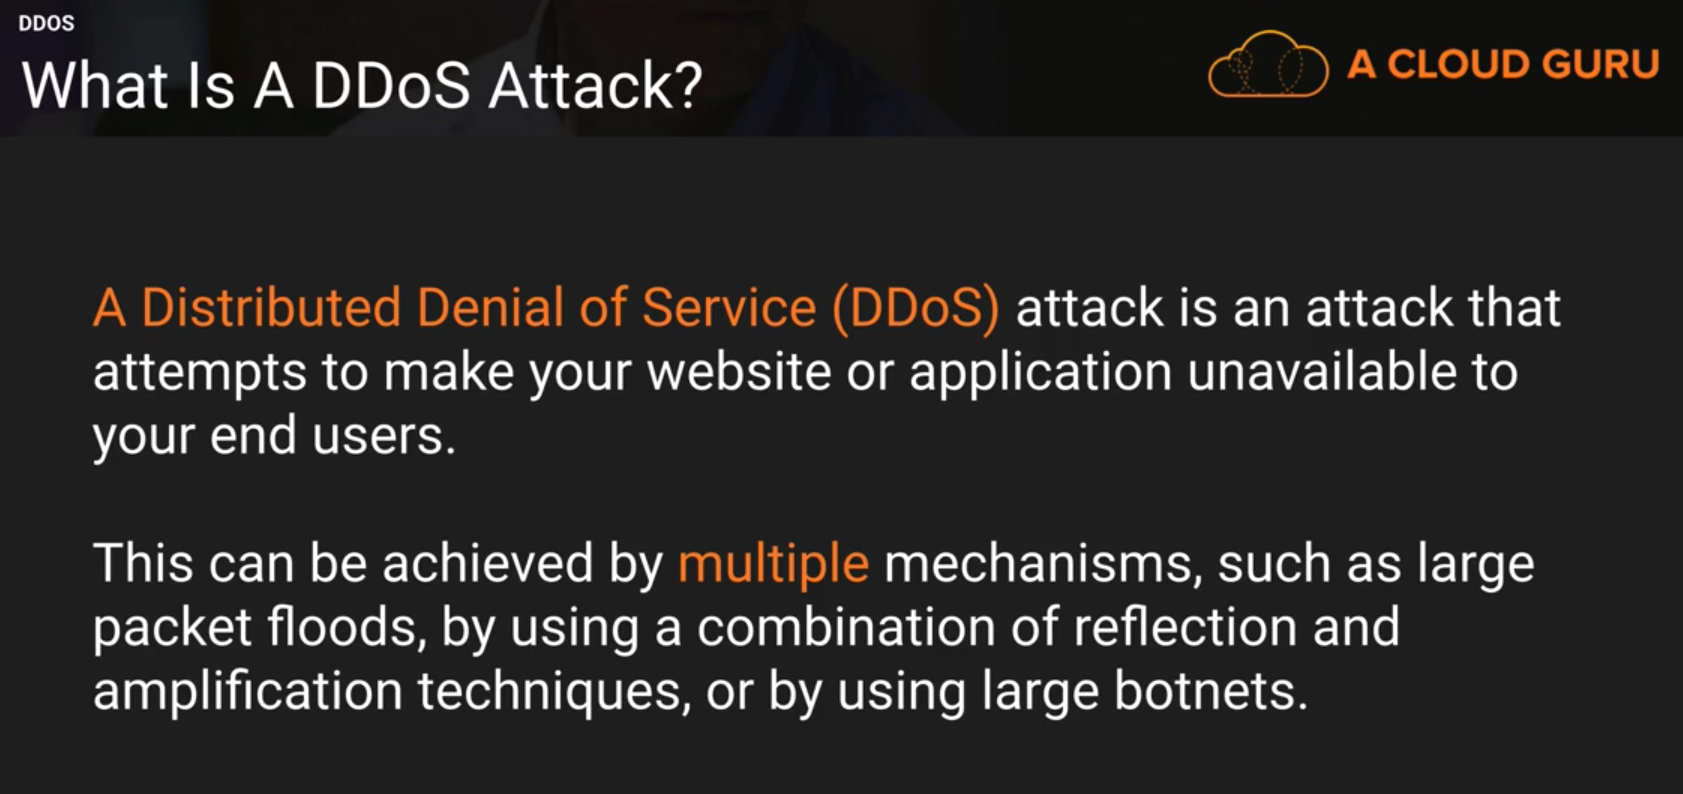 DDOS
What Is A DDoS Attack?
A CLOUD GURU
A Distributed Denial of Service (DDoS) attack is an attack that
attempts to make your website or application unavailable to
your end users.
This can be achieved by multiple mechanisms, such as large
packet floods, by using a combination of reflection and
amplification techniques, or by using large botnets.